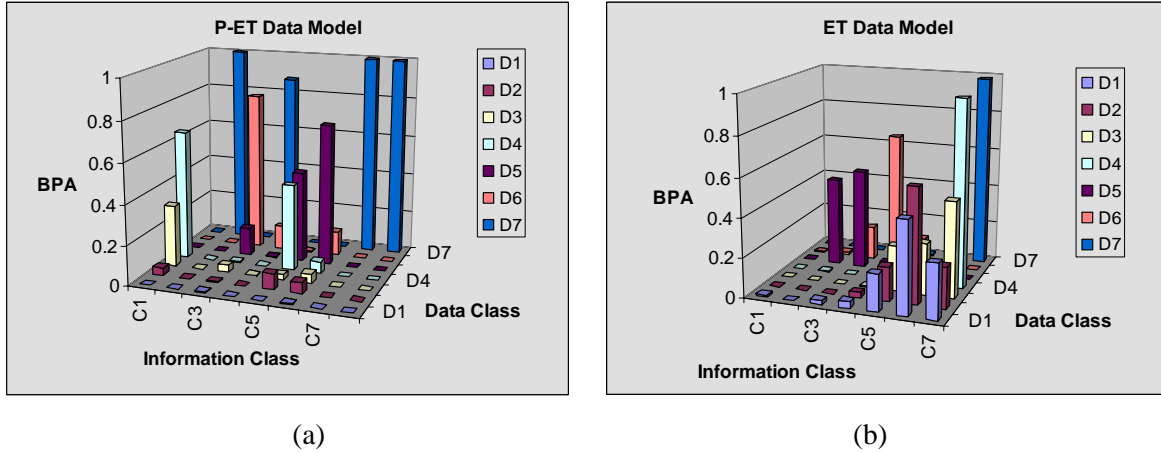 P-ET Data Model
1
0.8
0.6
0.4
0.2
0
BPA
C1
C3
C5
C7
Information Class
D1
D4
D7
Data Class
D1
D2
D3
D4
D5
D6
D7
(a)
ET Data Model
1
0.8
0.6
0.4
0.2
0
BPA
C1
C3
C5
C7
Information Class
D1
D4
D7
Data Class
D1
D2
D3
D4
D5
D6
D7
(b)